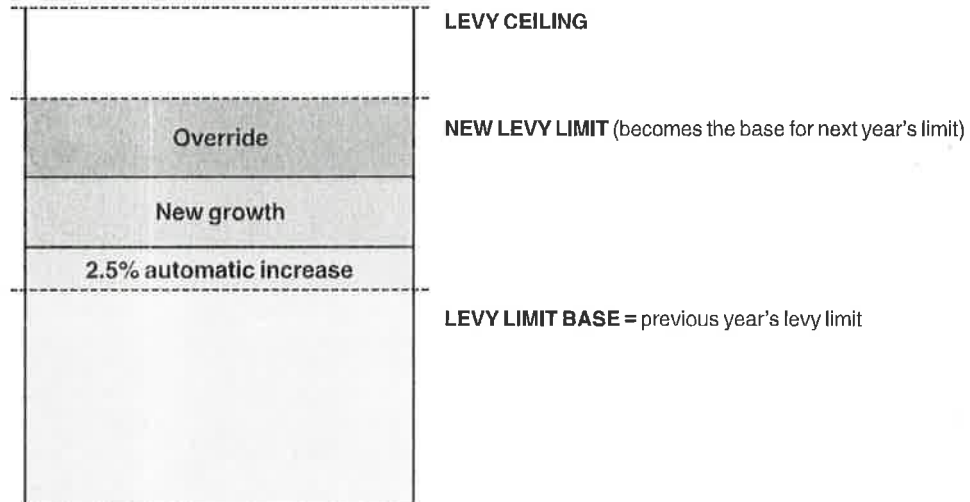 LEVY CEILING
NEW LEVY LIMIT (becomes the base for next year's limit)
Override
New growth
2.5% automatic increase
LEVY LIMIT BASE = previous year's levy limit